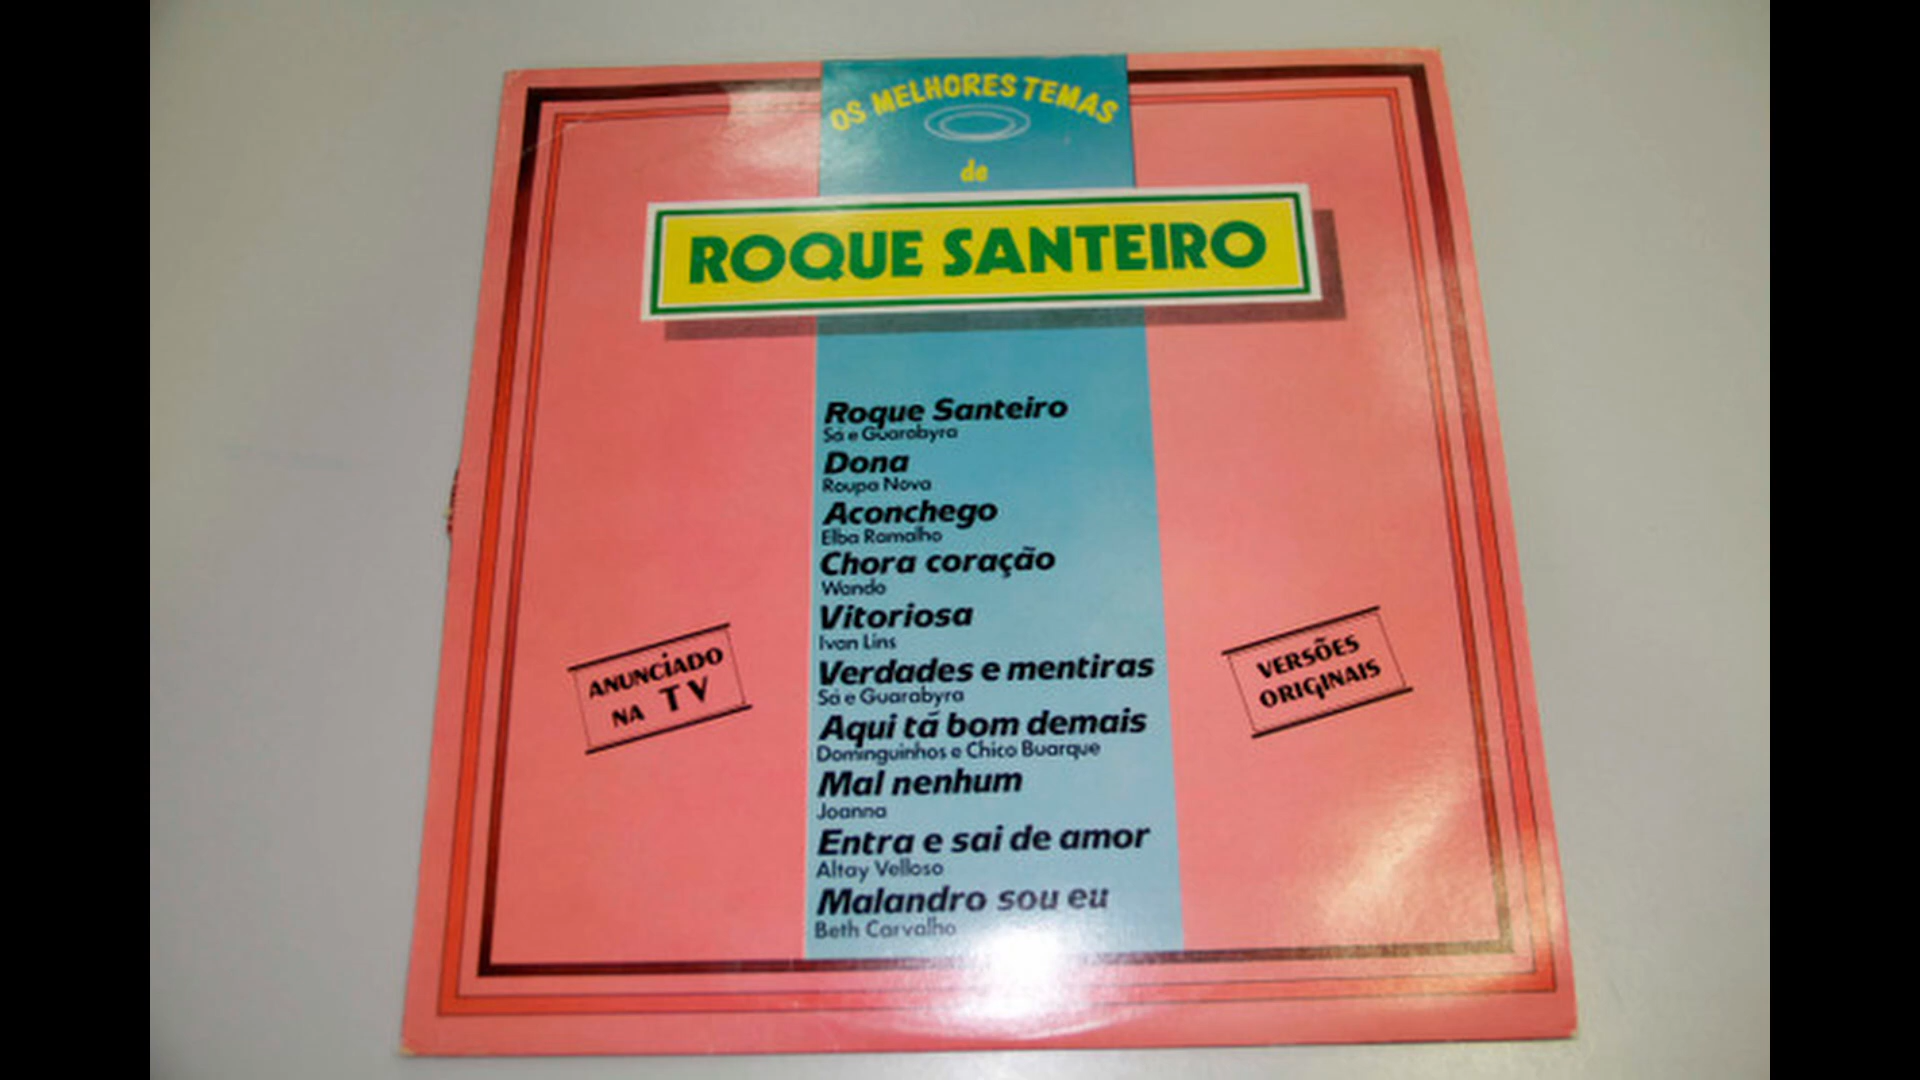 OS MELHORES TEMAS
de
ROQUE SANTEIRO
Roque Santeiro
Sá e Guarabyra
Dona
Roupa Nova
Aconchego
Elba Ramalho
Chora coração
Wando
Vitoriosa
Ivan Lins
Verdades e mentiras
Sá e Guarabyra
Aqui tá bom demais
Dominguinhos e Chico Buarque
Mal nenhum
Joanna
Entra e sai de amor
Altay Velloso
Malandro sou eu
Beth Carvalho
ANUNCIADO
NA TV
VERSÕES
ORIGINAIS